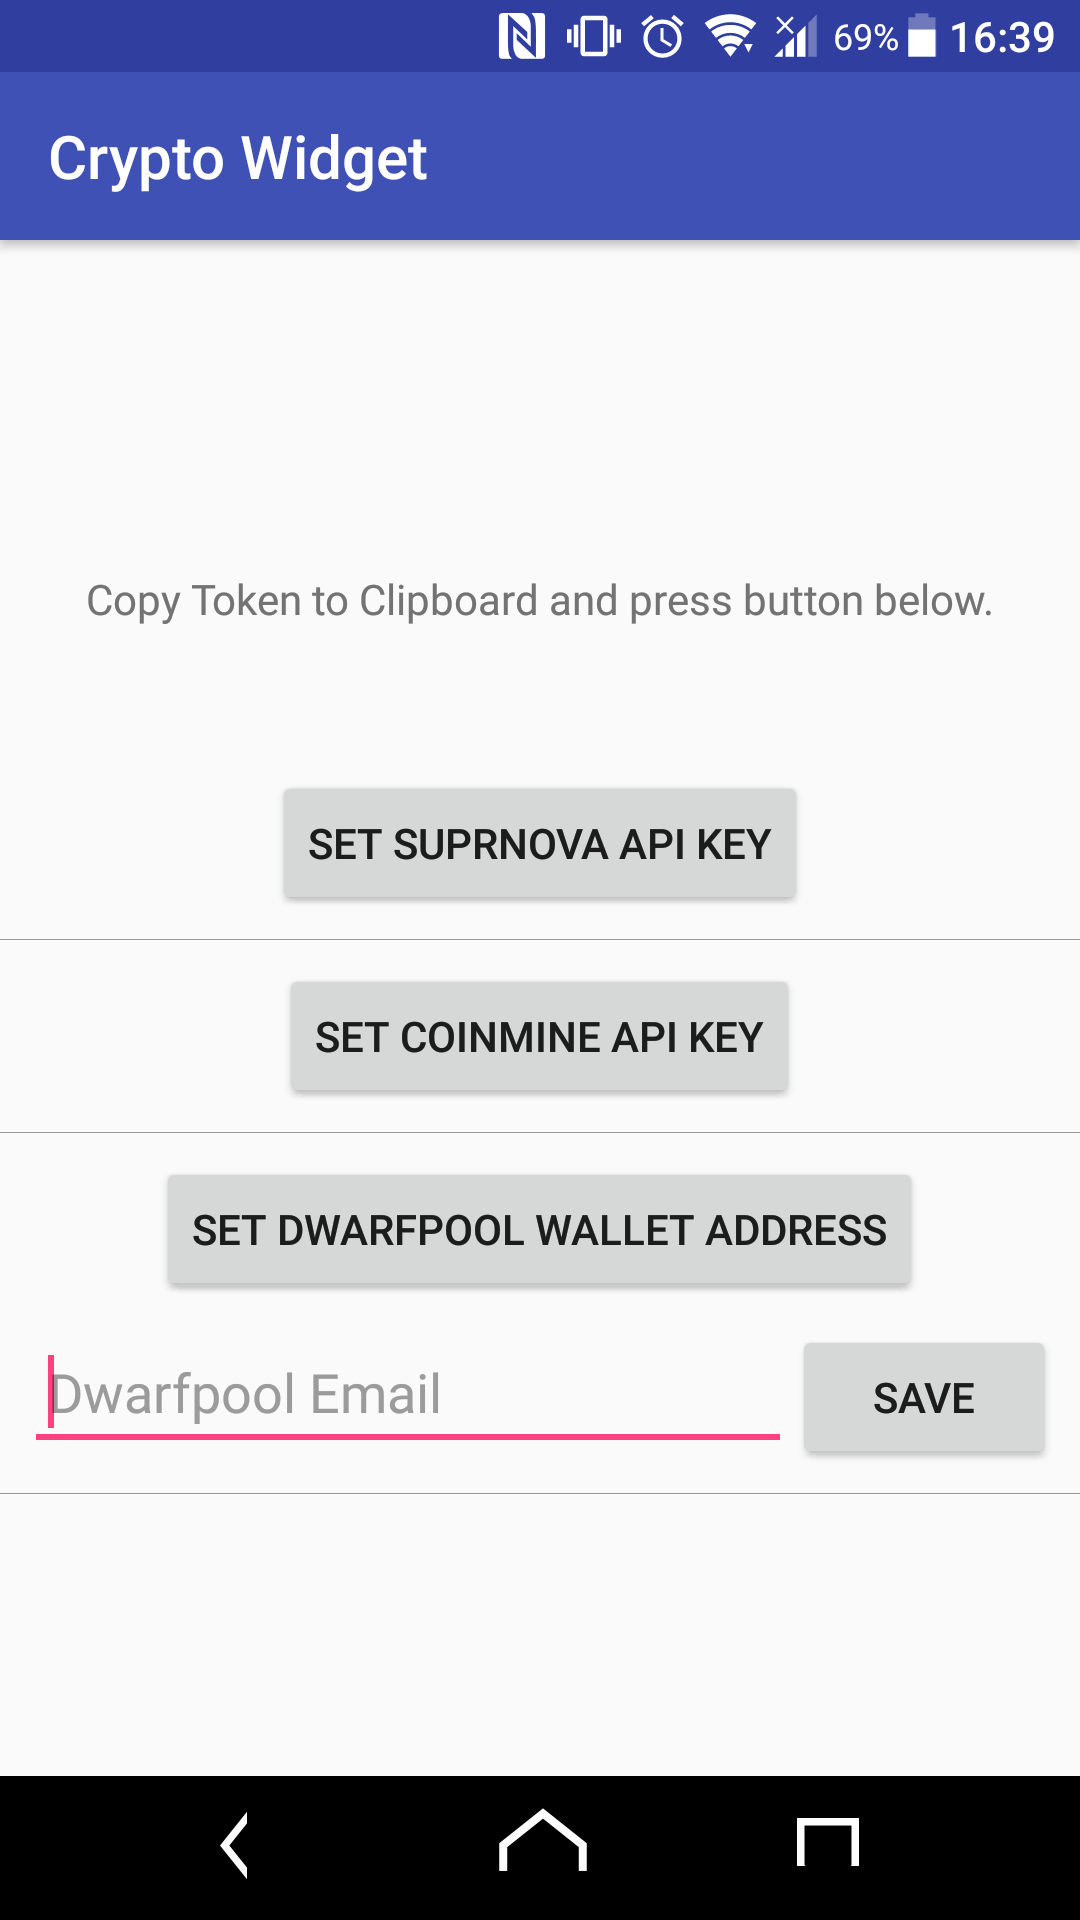 69% 16:39
Crypto Widget
Copy Token to Clipboard and press button below.
SET SUPRNOVA API KEY
SET COINMINE API KEY
SET DWARFPOOL WALLET ADDRESS
Dwarfpool Email SAVE